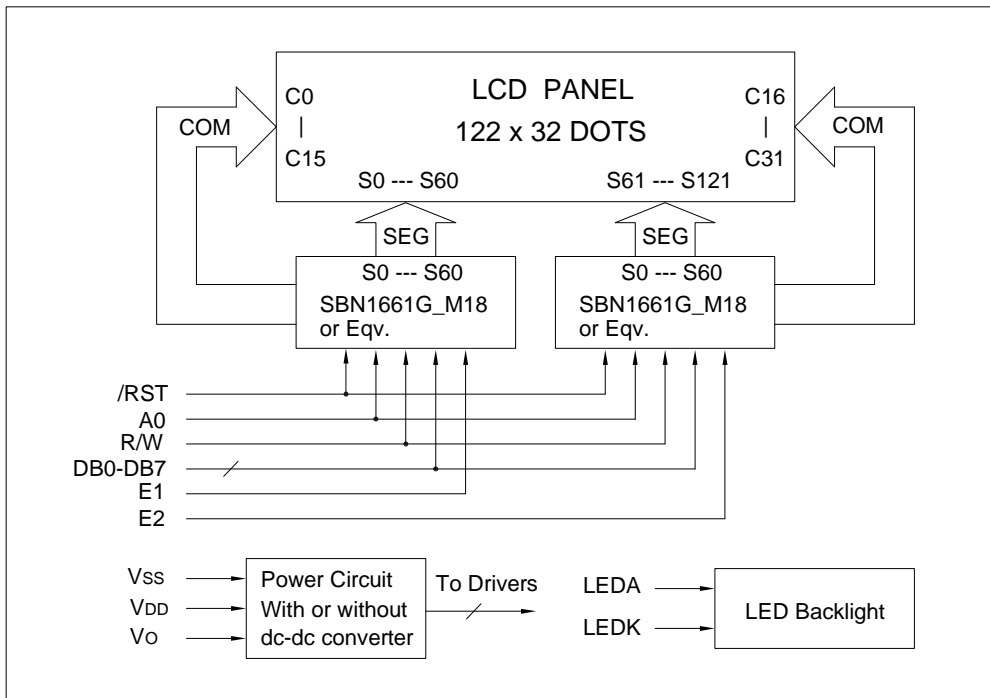 LCD PANEL
122 x 32 DOTS
C0
|
C15
C16
|
C31
COM
COM
S0 --- S60
S61 --- S121
SEG
SEG
S0 --- S60
SBN1661G_M18
or Eqv.
S0 --- S60
SBN1661G_M18
or Eqv.
/RST
A0
R/W
DB0-DB7
E1
E2
VSS
VDD
VO
Power Circuit
With or without
dc-dc converter
To Drivers
LEDA
LEDK
LED Backlight